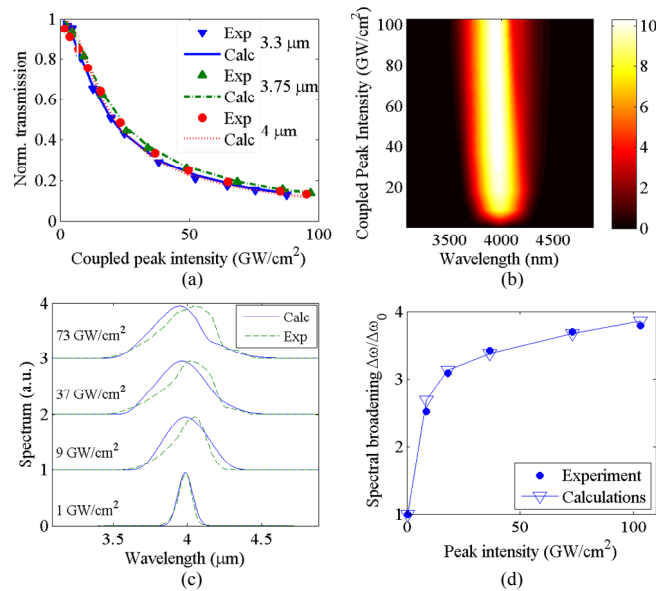 Norm. transmission
1
0.8
0.6
0.4
0.2
0
0
50
100
Coupled peak intensity (GW/cm²)
Exp
Calc
3.3 μm
Exp
Calc
3.75 μm
Exp
Calc
4 μm
(a)
Coupled Peak Intensity (GW/cm²)
100
80
60
40
20
3500
4000
4500
Wavelength (nm)
10
8
6
4
2
0
(b)
Spectrum (a.u.)
4
3
2
1
73 GW/cm²
37 GW/cm²
9 GW/cm²
1 GW/cm²
Calc
Exp
3.5
4
4.5
Wavelength (μm)
(c)
Spectral broadening Δω/Δω₀
4
3
2
1
0
50
100
Experiment
Calculations
Peak intensity (GW/cm²)
(d)